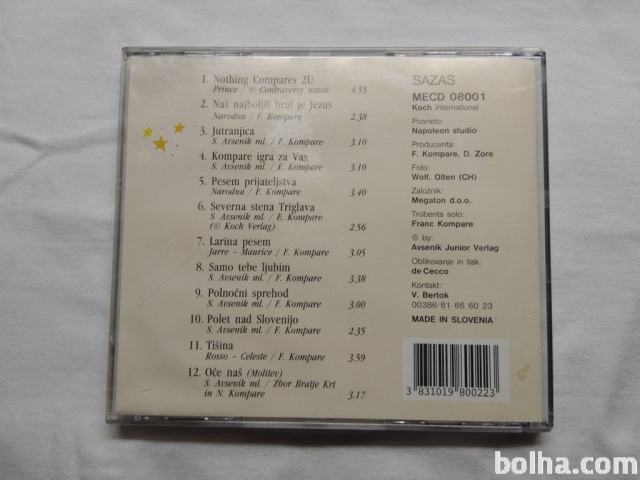 1. Nothing Compares 2U
Prince / © Contraversy music 4.55
2. Naš najboljši brat je Jezus
Narodna / F. Kompare 2.38
3. Jutranjica
S. Avsenik ml. / F. Kompare 3.10
4. Kompare igra za Vas
S. Avsenik ml. / F. Kompare 3.10
5. Pesem prijateljstva
Narodna / F. Kompare 3.40
6. Severna stena Triglava
S. Avsenik ml. / F. Kompare
(© Koch Verlag) 2.56
7. Larina pesem
Jarre - Maurice / F. Kompare 3.05
8. Samo tebe ljubim
S. Avsenik ml. / F. Kompare 3.38
9. Polnočni sprehod
S. Avsenik ml. / F. Kompare 3.00
10. Polet nad Slovenijo
S. Avsenik ml. / F. Kompare 2.35
11. Tišina
Rosso - Celeste / F. Kompare 3.59
12. Oče naš (Molitev)
S. Avsenik ml. / Zbor Bratje Krt
in N. Kompare 3.17
SAZAS
MECD 08001
Koch International
Posneto:
Napoleon studio
Producenta:
F. Kompare, D. Zore
Foto:
Wolf, Olten (CH)
Založnik:
Megaton d.o.o.
Trobenta solo:
Franc Kompare
© by:
Avsenik Junior Verlag
Oblikovanje in tisk:
de Cecco
Kontakt:
V. Bertok
00386 61 66 60 23
MADE IN SLOVENIA
3 831019 800223
bolha.com